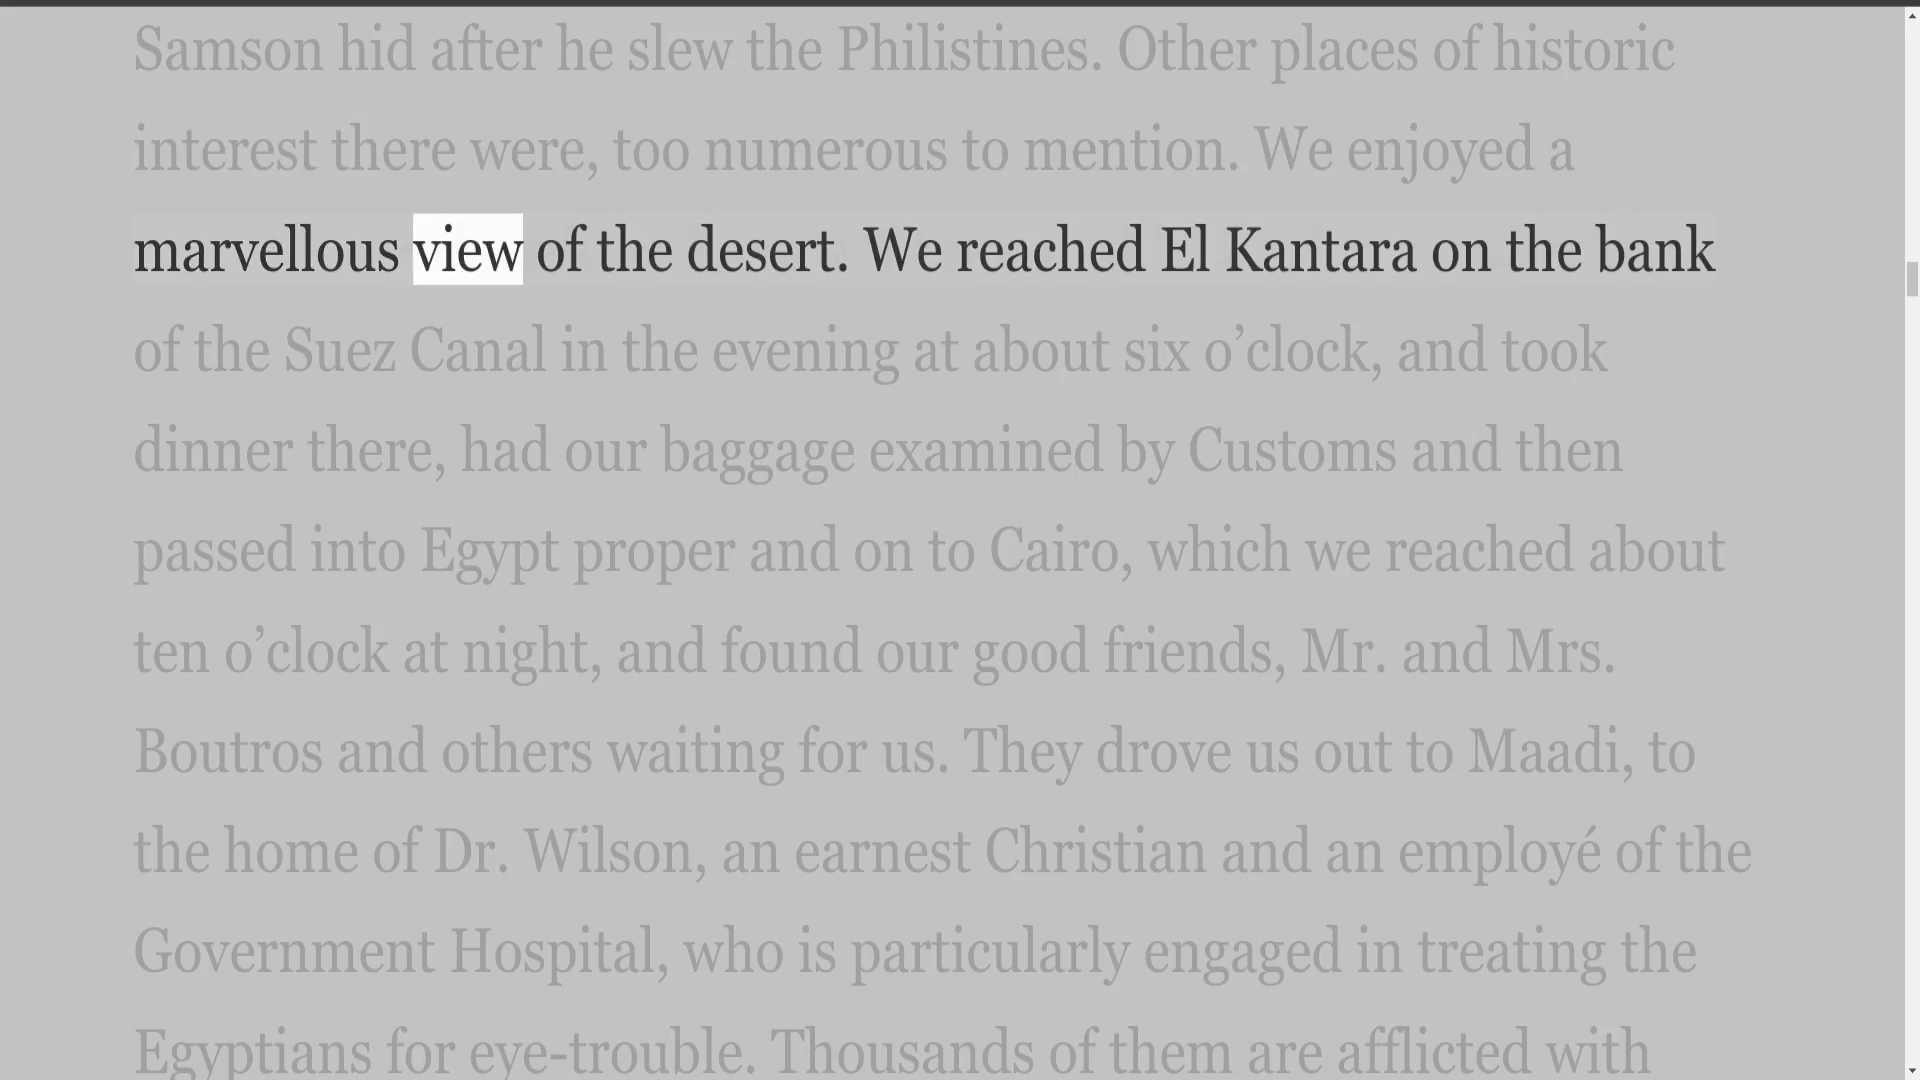 Samson hid after he slew the Philistines. Other places of historic
interest there were, too numerous to mention. We enjoyed a
marvellous view of the desert. We reached El Kantara on the bank
of the Suez Canal in the evening at about six o’clock, and took
dinner there, had our baggage examined by Customs and then
passed into Egypt proper and on to Cairo, which we reached about
ten o’clock at night, and found our good friends, Mr. and Mrs.
Boutros and others waiting for us. They drove us out to Maadi, to
the home of Dr. Wilson, an earnest Christian and an employé of the
Government Hospital, who is particularly engaged in treating the
Egyptians for eye-trouble. Thousands of them are afflicted with